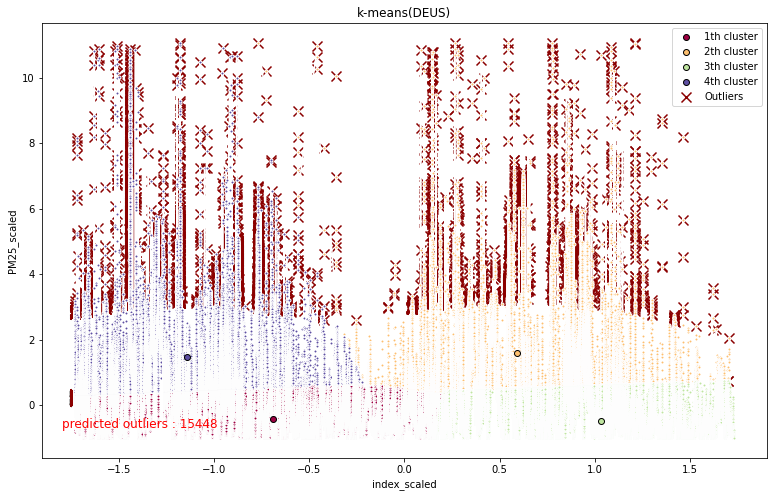 k-means(DEUS)
1th cluster
2th cluster
3th cluster
4th cluster
Outliers
PM25_scaled
10
8
6
4
2
0
predicted outliers : 15448
−1.5 −1.0 −0.5 0.0 0.5 1.0 1.5
index_scaled